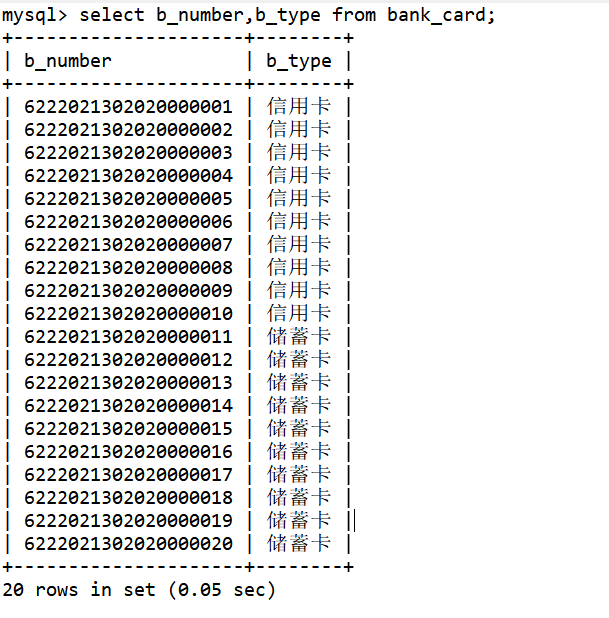 mysql> select b_number,b_type from bank_card;
+---------------------+--------+
| b_number            | b_type |
+---------------------+--------+
| 6222021302020000001 | 信用卡 |
| 6222021302020000002 | 信用卡 |
| 6222021302020000003 | 信用卡 |
| 6222021302020000004 | 信用卡 |
| 6222021302020000005 | 信用卡 |
| 6222021302020000006 | 信用卡 |
| 6222021302020000007 | 信用卡 |
| 6222021302020000008 | 信用卡 |
| 6222021302020000009 | 信用卡 |
| 6222021302020000010 | 信用卡 |
| 6222021302020000011 | 储蓄卡 |
| 6222021302020000012 | 储蓄卡 |
| 6222021302020000013 | 储蓄卡 |
| 6222021302020000014 | 储蓄卡 |
| 6222021302020000015 | 储蓄卡 |
| 6222021302020000016 | 储蓄卡 |
| 6222021302020000017 | 储蓄卡 |
| 6222021302020000018 | 储蓄卡 |
| 6222021302020000019 | 储蓄卡 |
| 6222021302020000020 | 储蓄卡 |
+---------------------+--------+
20 rows in set (0.05 sec)